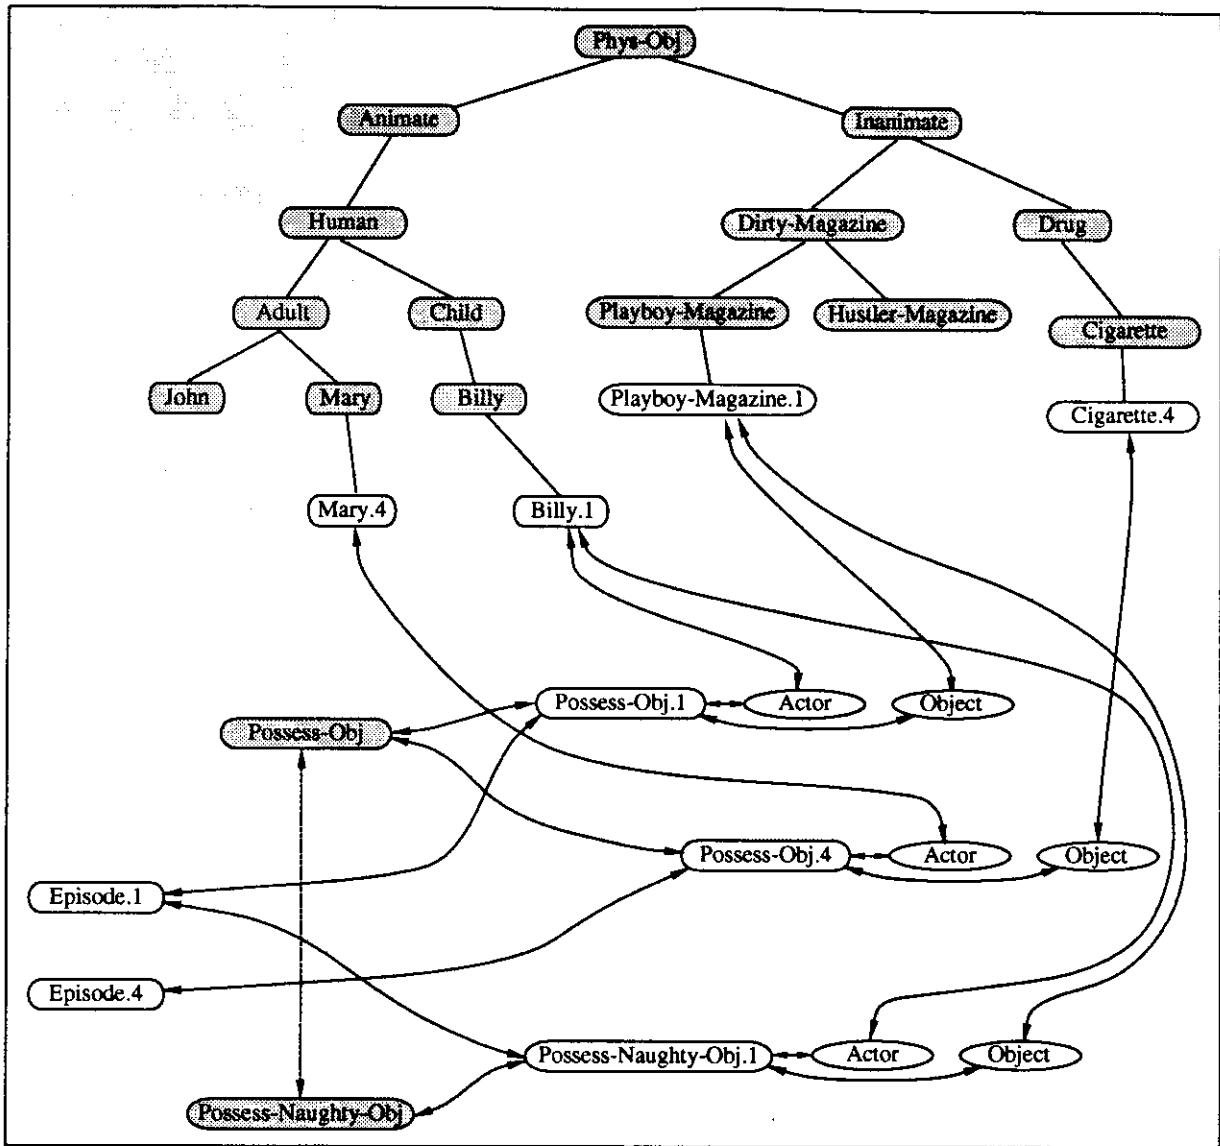 Phys-Obj
Animate
Inanimate
Human
Dirty-Magazine
Drug
Adult
Child
Playboy-Magazine
Hustler-Magazine
Cigarette
John
Mary
Billy
Playboy-Magazine.1
Cigarette.4
Mary.4
Billy.1
Possess-Obj.1
Actor
Object
Possess-Obj
Possess-Obj.4
Actor
Object
Episode.1
Episode.4
Possess-Naughty-Obj.1
Actor
Object
Possess-Naughty-Obj